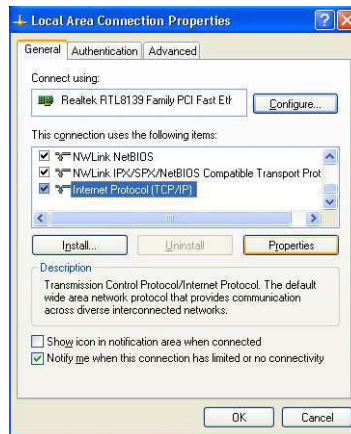 Local Area Connection Properties
General Authentication Advanced
Connect using:
Realtek RTL8139 Family PCI Fast Eth
Configure...
This connection uses the following items:
NWLink NetBIOS
NWLink IPX/SPX/NetBIOS Compatible Transport Prot
Internet Protocol (TCP/IP)
Install... Uninstall Properties
Description
Transmission Control Protocol/Internet Protocol. The default
wide area network protocol that provides communication
across diverse interconnected networks.
Show icon in notification area when connected
Notify me when this connection has limited or no connectivity
OK Cancel